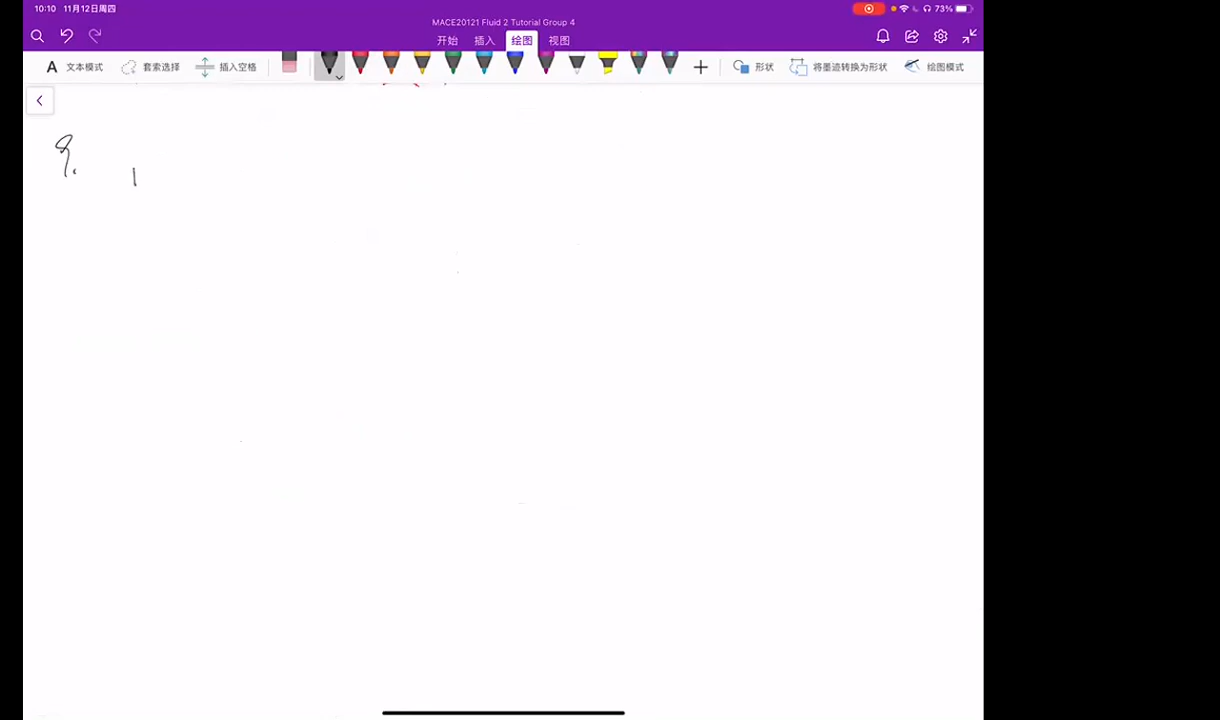 10:10 11月12日周四 73%
MACE20121 Fluid 2 Tutorial Group 4
开始 插入 绘图 视图
A 文本模式 套索选择 插入空格 形状 将墨迹转换为形状 绘图模式
9.